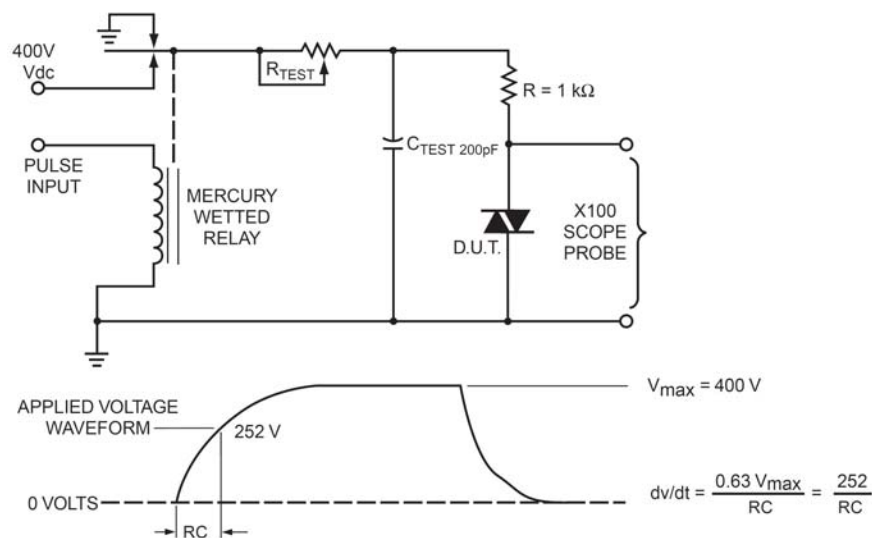 400V
Vdc
PULSE
INPUT
MERCURY
WETTED
RELAY
RTEST
CTEST 200pF
R = 1 kΩ
D.U.T.
X100
SCOPE
PROBE
APPLIED VOLTAGE
WAVEFORM
252 V
0 VOLTS
RC
Vmax = 400 V
dv/dt = 0.63 Vmax / RC = 252 / RC